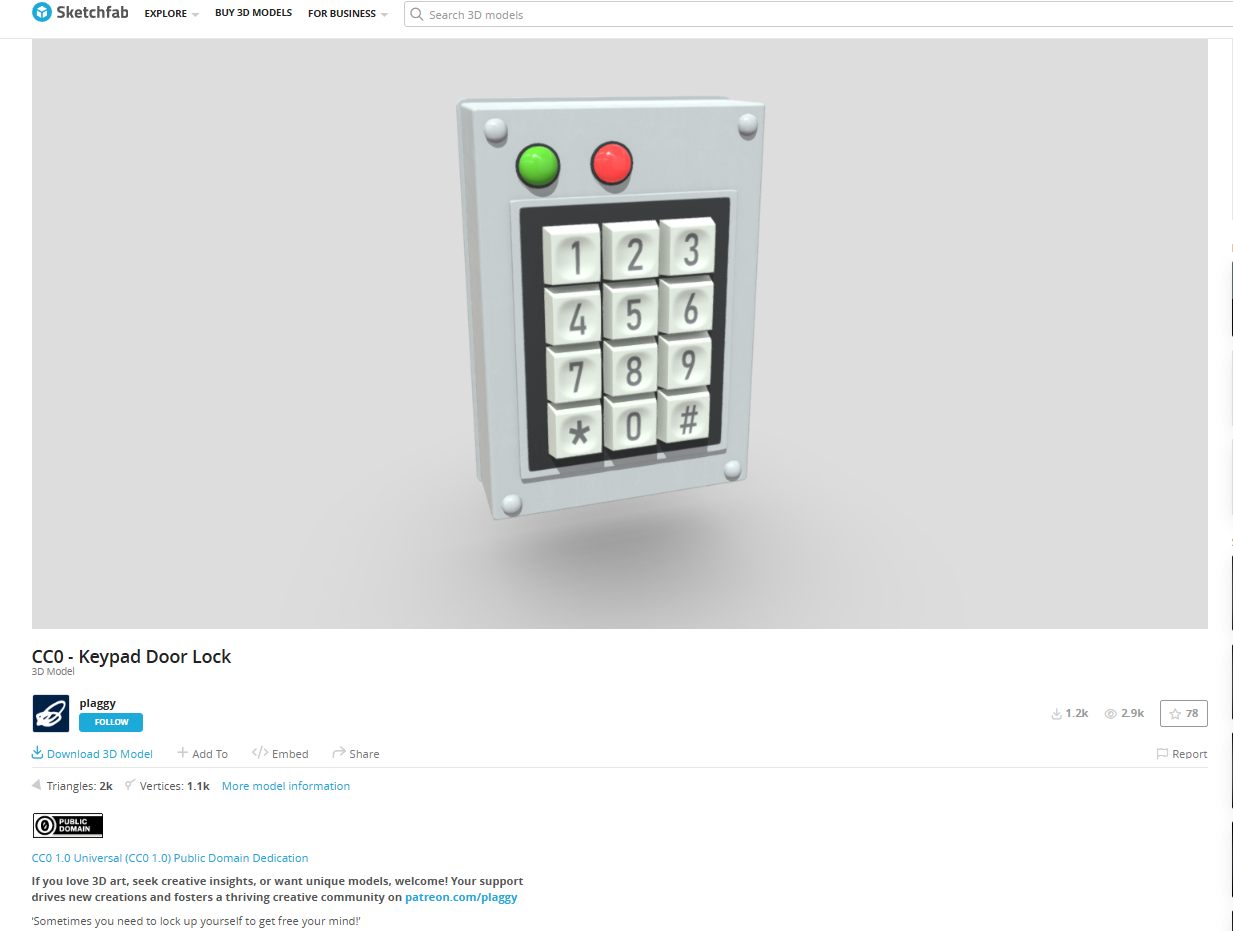 Sketchfab EXPLORE BUY 3D MODELS FOR BUSINESS Search 3D models
1 2 3
4 5 6
7 8 9
* 0 #
CC0 - Keypad Door Lock
3D Model
plaggy
FOLLOW
1.2k 2.9k 78
Download 3D Model Add To Embed Share Report
Triangles: 2k Vertices: 1.1k More model information
PUBLIC
DOMAIN
CC0 1.0 Universal (CC0 1.0) Public Domain Dedication
If you love 3D art, seek creative insights, or want unique models, welcome! Your support
drives new creations and fosters a thriving creative community on patreon.com/plaggy
'Sometimes you need to lock up yourself to get free your mind!'